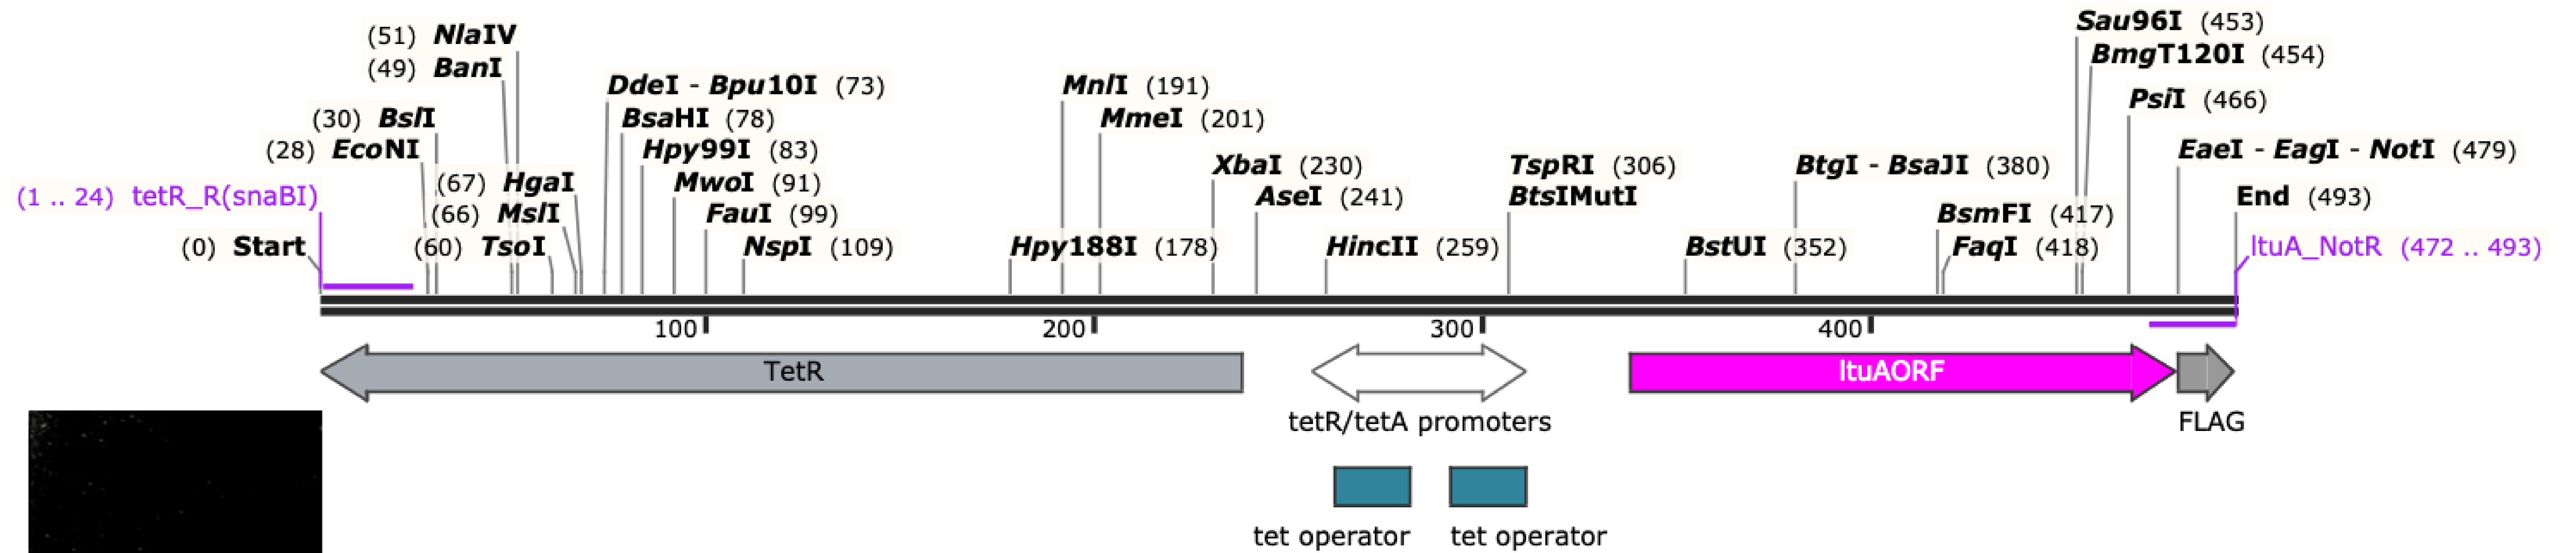 (51) NlaIV
(49) BanI
(30) BslI
(28) EcoNI
(67) HgaI
(1 .. 24) tetR_R(snaBI)
(66) MslI
(0) Start
(60) TsoI
DdeI - Bpu10I (73)
BsaHI (78)
Hpy99I (83)
MwoI (91)
FauI (99)
NspI (109)
MnlI (191)
MmeI (201)
XbaI (230)
AseI (241)
Hpy188I (178)
HincII (259)
TspRI (306)
BtsIMutI
BstUI (352)
BtgI - BsaJI (380)
BsmFI (417)
FaqI (418)
Sau96I (453)
BmgT120I (454)
PsiI (466)
EaeI - EagI - NotI (479)
End (493)
ltuA_NotR (472 .. 493)
100
200
300
400
TetR
ltuAORF
tetR/tetA promoters
FLAG
tet operator
tet operator